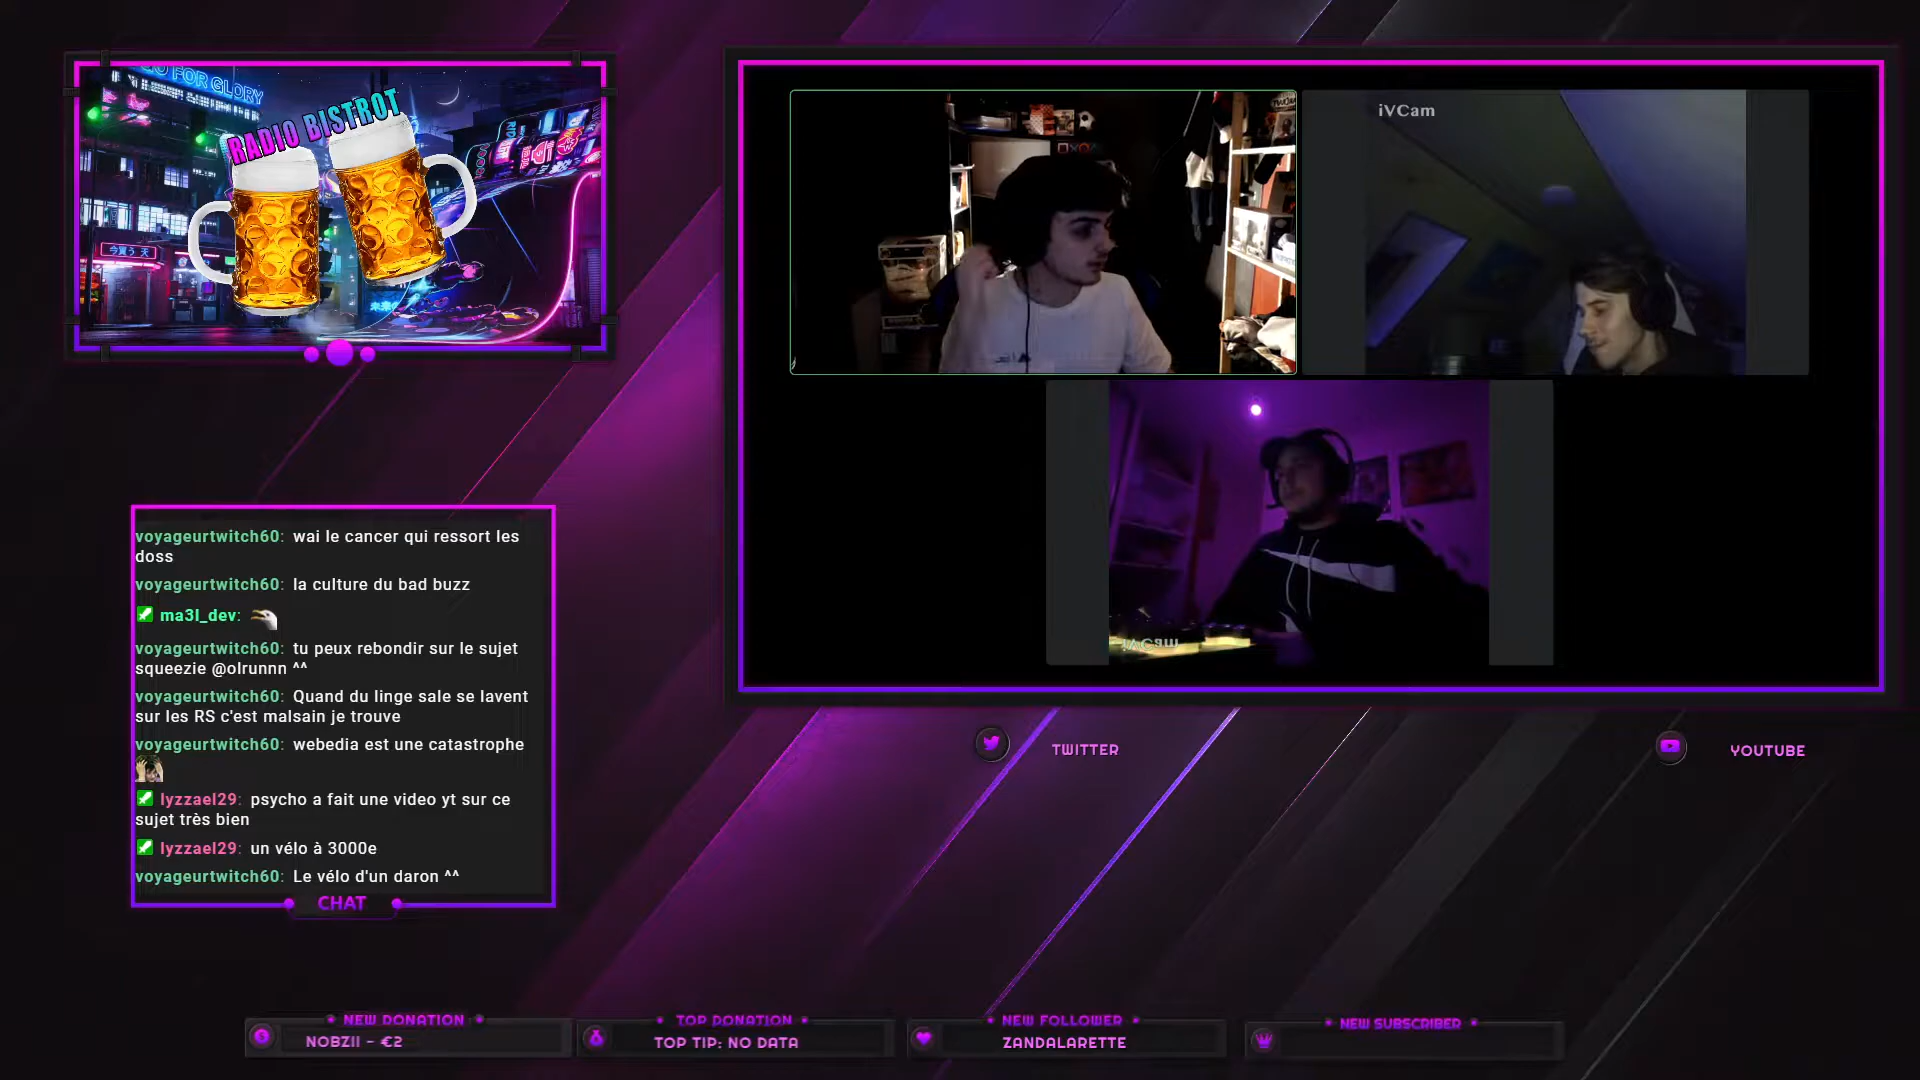 FOR GLORY
RADIO BISTROT
iVCam
iVCam
voyageurtwitch60: wai le cancer qui ressort les
doss
voyageurtwitch60: la culture du bad buzz
ma3l_dev:
voyageurtwitch60: tu peux rebondir sur le sujet
squeezie @olrunnn ^^
voyageurtwitch60: Quand du linge sale se lavent
sur les RS c'est malsain je trouve
voyageurtwitch60: webedia est une catastrophe
lyzzael29: psycho a fait une video yt sur ce
sujet très bien
lyzzael29: un vélo à 3000e
voyageurtwitch60: Le vélo d'un daron ^^
CHAT
TWITTER
YOUTUBE
NEW DONATION
NOBZII - €2
TOP DONATION
TOP TIP: NO DATA
NEW FOLLOWER
ZANDALARETTE
NEW SUBSCRIBER